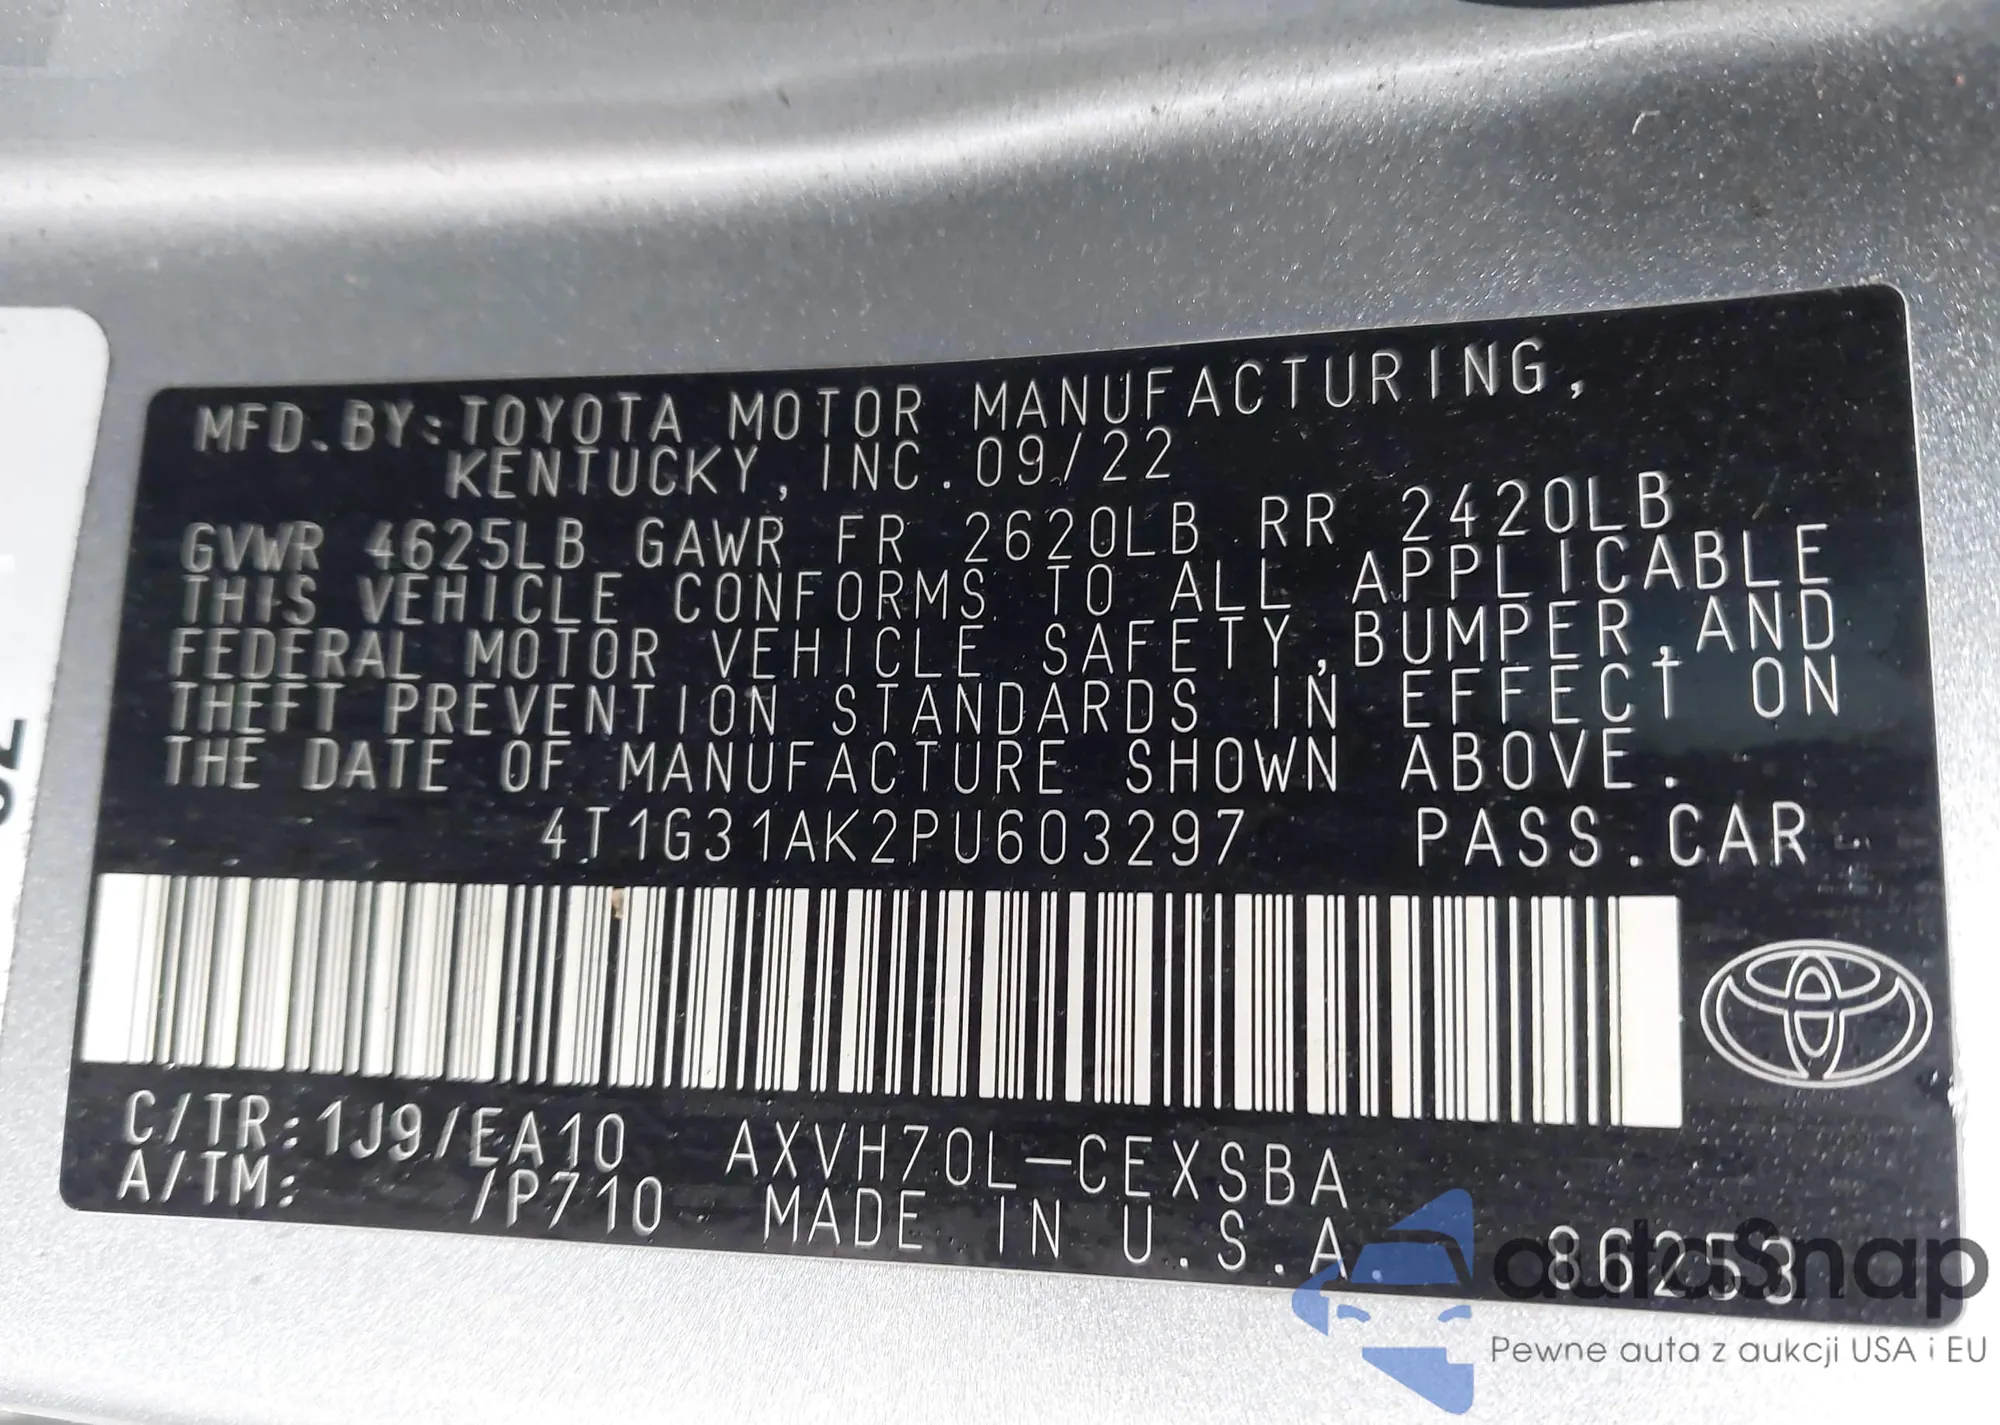 MFD. BY: TOYOTA MOTOR MANUFACTURING,
KENTUCKY, INC. 09/22
GVWR 4625LB GAWR FR 2620LB RR 2420LB
THIS VEHICLE CONFORMS TO ALL APPLICABLE
FEDERAL MOTOR VEHICLE SAFETY, BUMPER, AND
THEFT PREVENTION STANDARDS IN EFFECT ON
THE DATE OF MANUFACTURE SHOWN ABOVE.
4T1G31AK2PU603297 PASS. CAR
C/TR: 1J9/EA10 AXVH70L-CEXSBA
A/TM: /P710 MADE IN U.S.A. 86253
autoSnap
Pewne auta z aukcji USA i EU